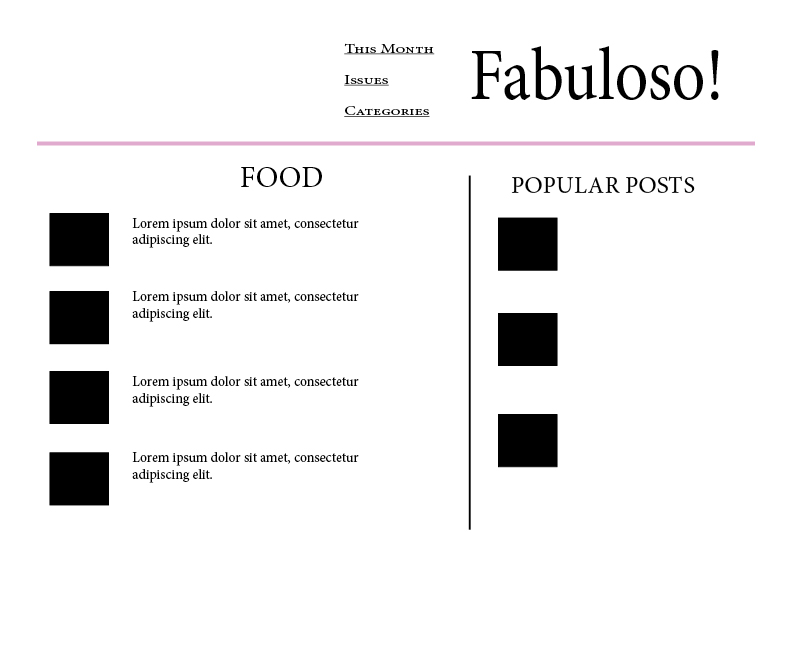 This Month
Issues
Categories
Fabuloso!
FOOD
Lorem ipsum dolor sit amet, consectetur
adipiscing elit.
Lorem ipsum dolor sit amet, consectetur
adipiscing elit.
Lorem ipsum dolor sit amet, consectetur
adipiscing elit.
Lorem ipsum dolor sit amet, consectetur
adipiscing elit.
POPULAR POSTS